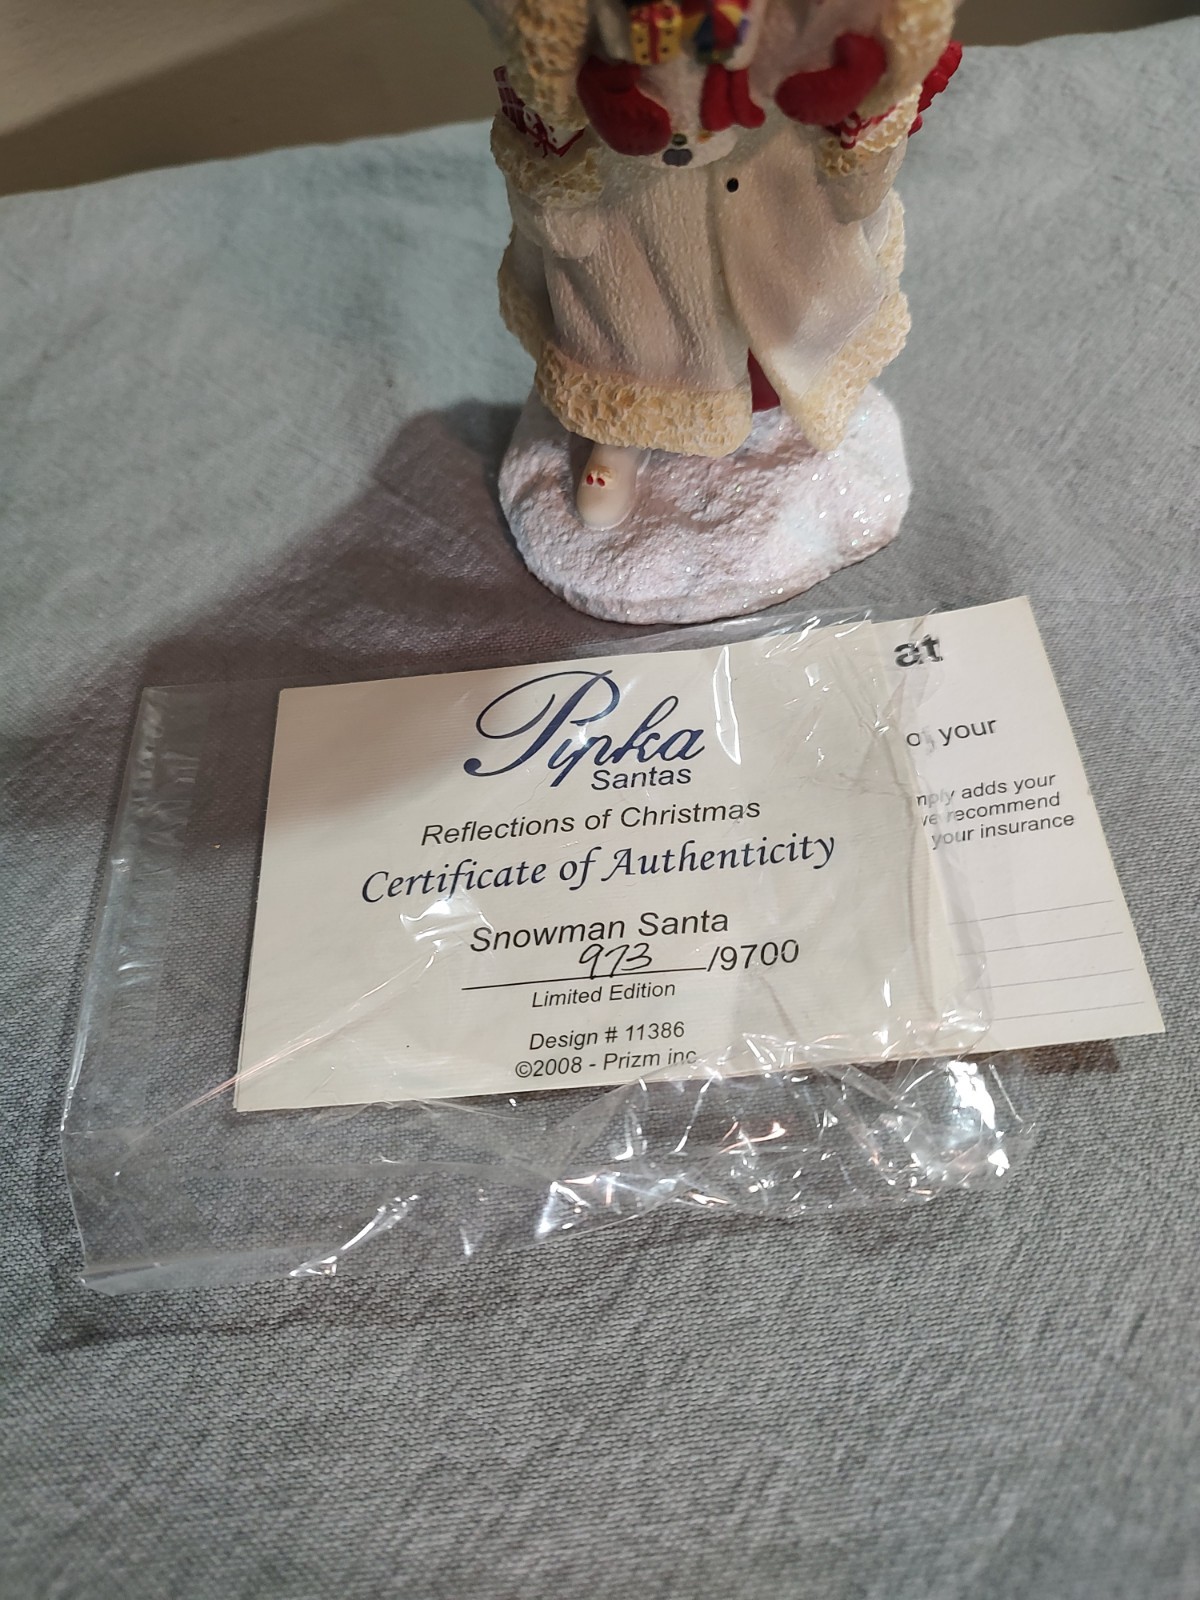 Pipka
Santas
Reflections of Christmas
Certificate of Authenticity
Snowman Santa
973 /9700
Limited Edition
Design # 11386
©2008 - Prizm inc
at
your
adds your
recommend
your insurance